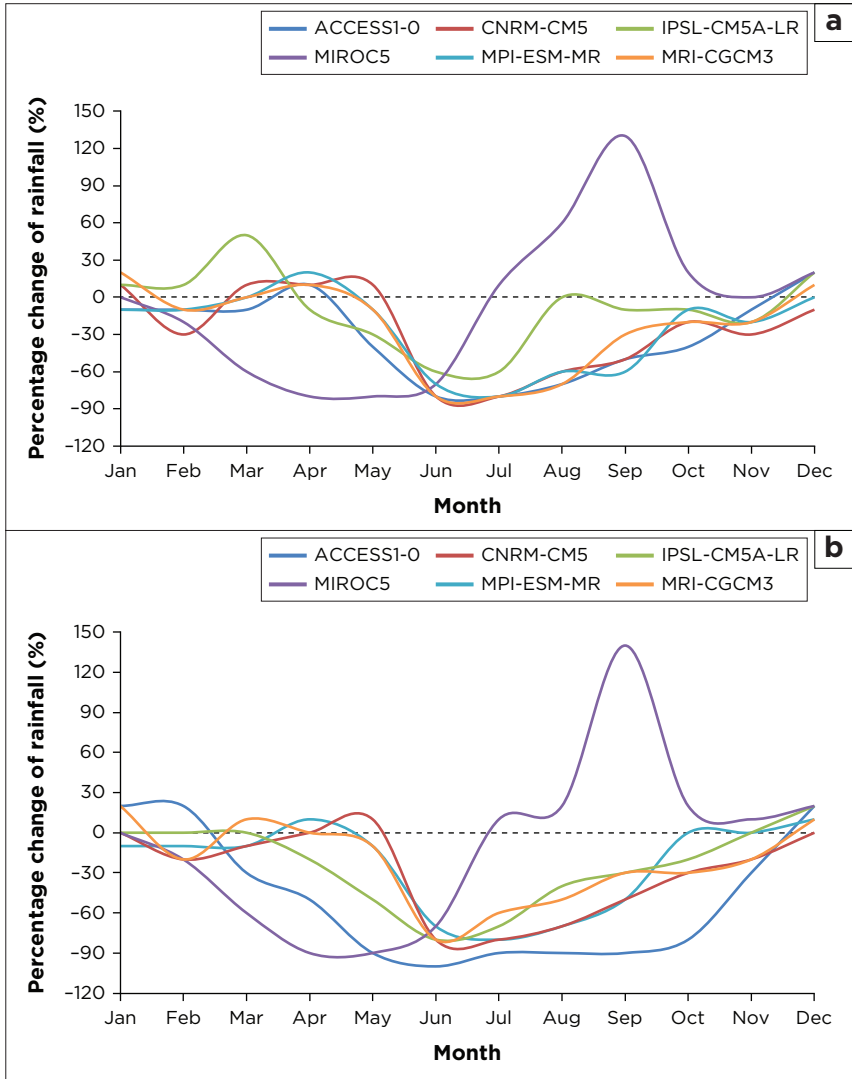 a
ACCESS1-0 CNRM-CM5 IPSL-CM5A-LR
MIROC5 MPI-ESM-MR MRI-CGCM3
Percentage change of rainfall (%)
150
120
90
60
30
0
−30
−60
−90
−120
Jan Feb Mar Apr May Jun Jul Aug Sep Oct Nov Dec
Month
b
ACCESS1-0 CNRM-CM5 IPSL-CM5A-LR
MIROC5 MPI-ESM-MR MRI-CGCM3
Percentage change of rainfall (%)
150
120
90
60
30
0
−30
−60
−90
−120
Jan Feb Mar Apr May Jun Jul Aug Sep Oct Nov Dec
Month